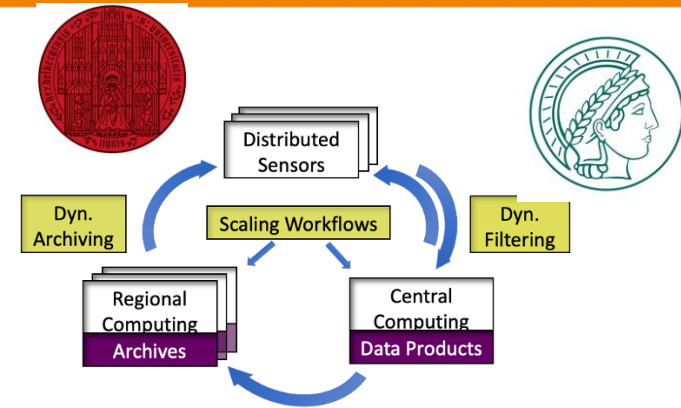 Distributed
Sensors
Dyn.
Archiving
Scaling Workflows
Dyn.
Filtering
Regional
Computing
Archives
Central
Computing
Data Products